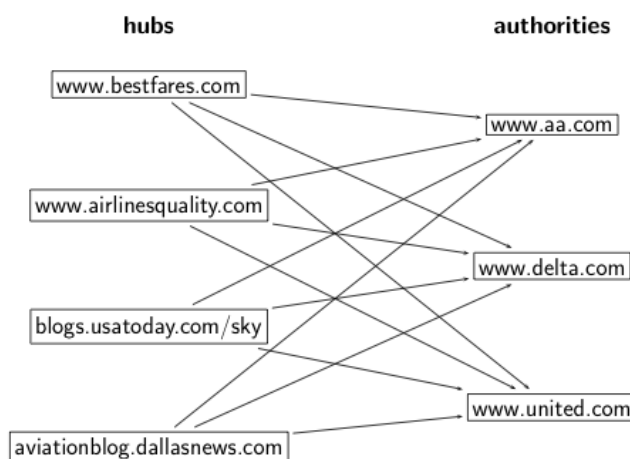 hubs
authorities
www.bestfares.com
www.aa.com
www.airlinesquality.com
www.delta.com
blogs.usatoday.com/sky
www.united.com
aviationblog.dallasnews.com